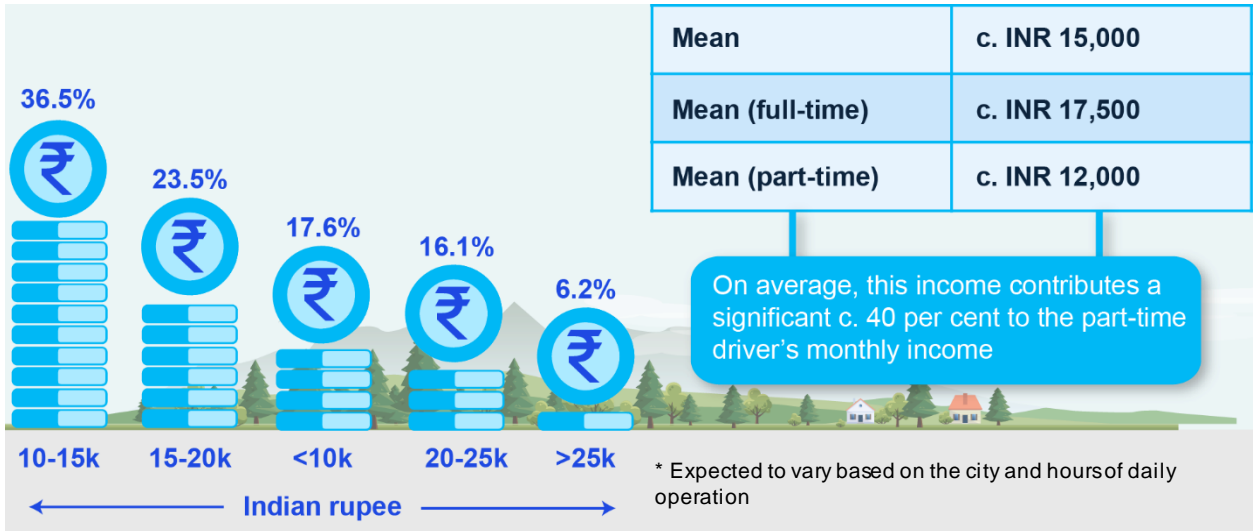 36.5%
23.5%
17.6%
16.1%
6.2%
₹
₹
₹
₹
₹
10-15k
15-20k
<10k
20-25k
>25k
Indian rupee
Mean c. INR 15,000
Mean (full-time) c. INR 17,500
Mean (part-time) c. INR 12,000
On average, this income contributes a
significant c. 40 per cent to the part-time
driver's monthly income
* Expected to vary based on the city and hours of daily
operation